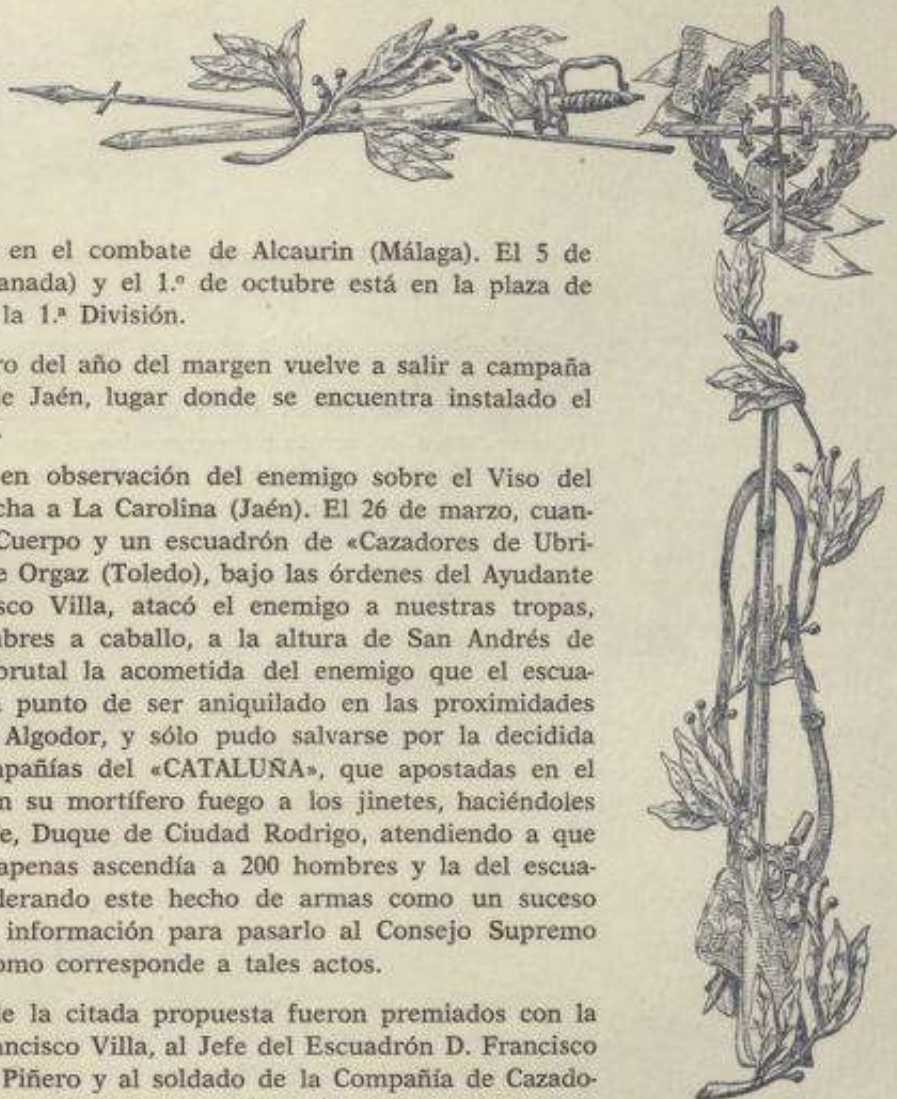 en el combate de Alcaurin (Málaga). El 5 de
anada) y el 1.º de octubre está en la plaza de
la 1.ª División.
ro del año del margen vuelve a salir a campaña
e Jaén, lugar donde se encuentra instalado el
en observación del enemigo sobre el Viso del
cha a La Carolina (Jaén). El 26 de marzo, cuan-
Cuerpo y un escuadrón de «Cazadores de Ubri-
e Orgaz (Toledo), bajo las órdenes del Ayudante
sco Villa, atacó el enemigo a nuestras tropas,
bres a caballo, a la altura de San Andrés de
brutal la acometida del enemigo que el escua-
punto de ser aniquilado en las proximidades
Algodor, y sólo pudo salvarse por la decidida
pañías del «CATALUÑA», que apostadas en el
n su mortífero fuego a los jinetes, haciéndoles
e, Duque de Ciudad Rodrigo, atendiendo a que
apenas ascendía a 200 hombres y la del escua-
lerando este hecho de armas como un suceso
información para pasarlo al Consejo Supremo
omo corresponde a tales actos.
e la citada propuesta fueron premiados con la
ncisco Villa, al Jefe del Escuadrón D. Francisco
Piñero y al soldado de la Compañía de Cazado-